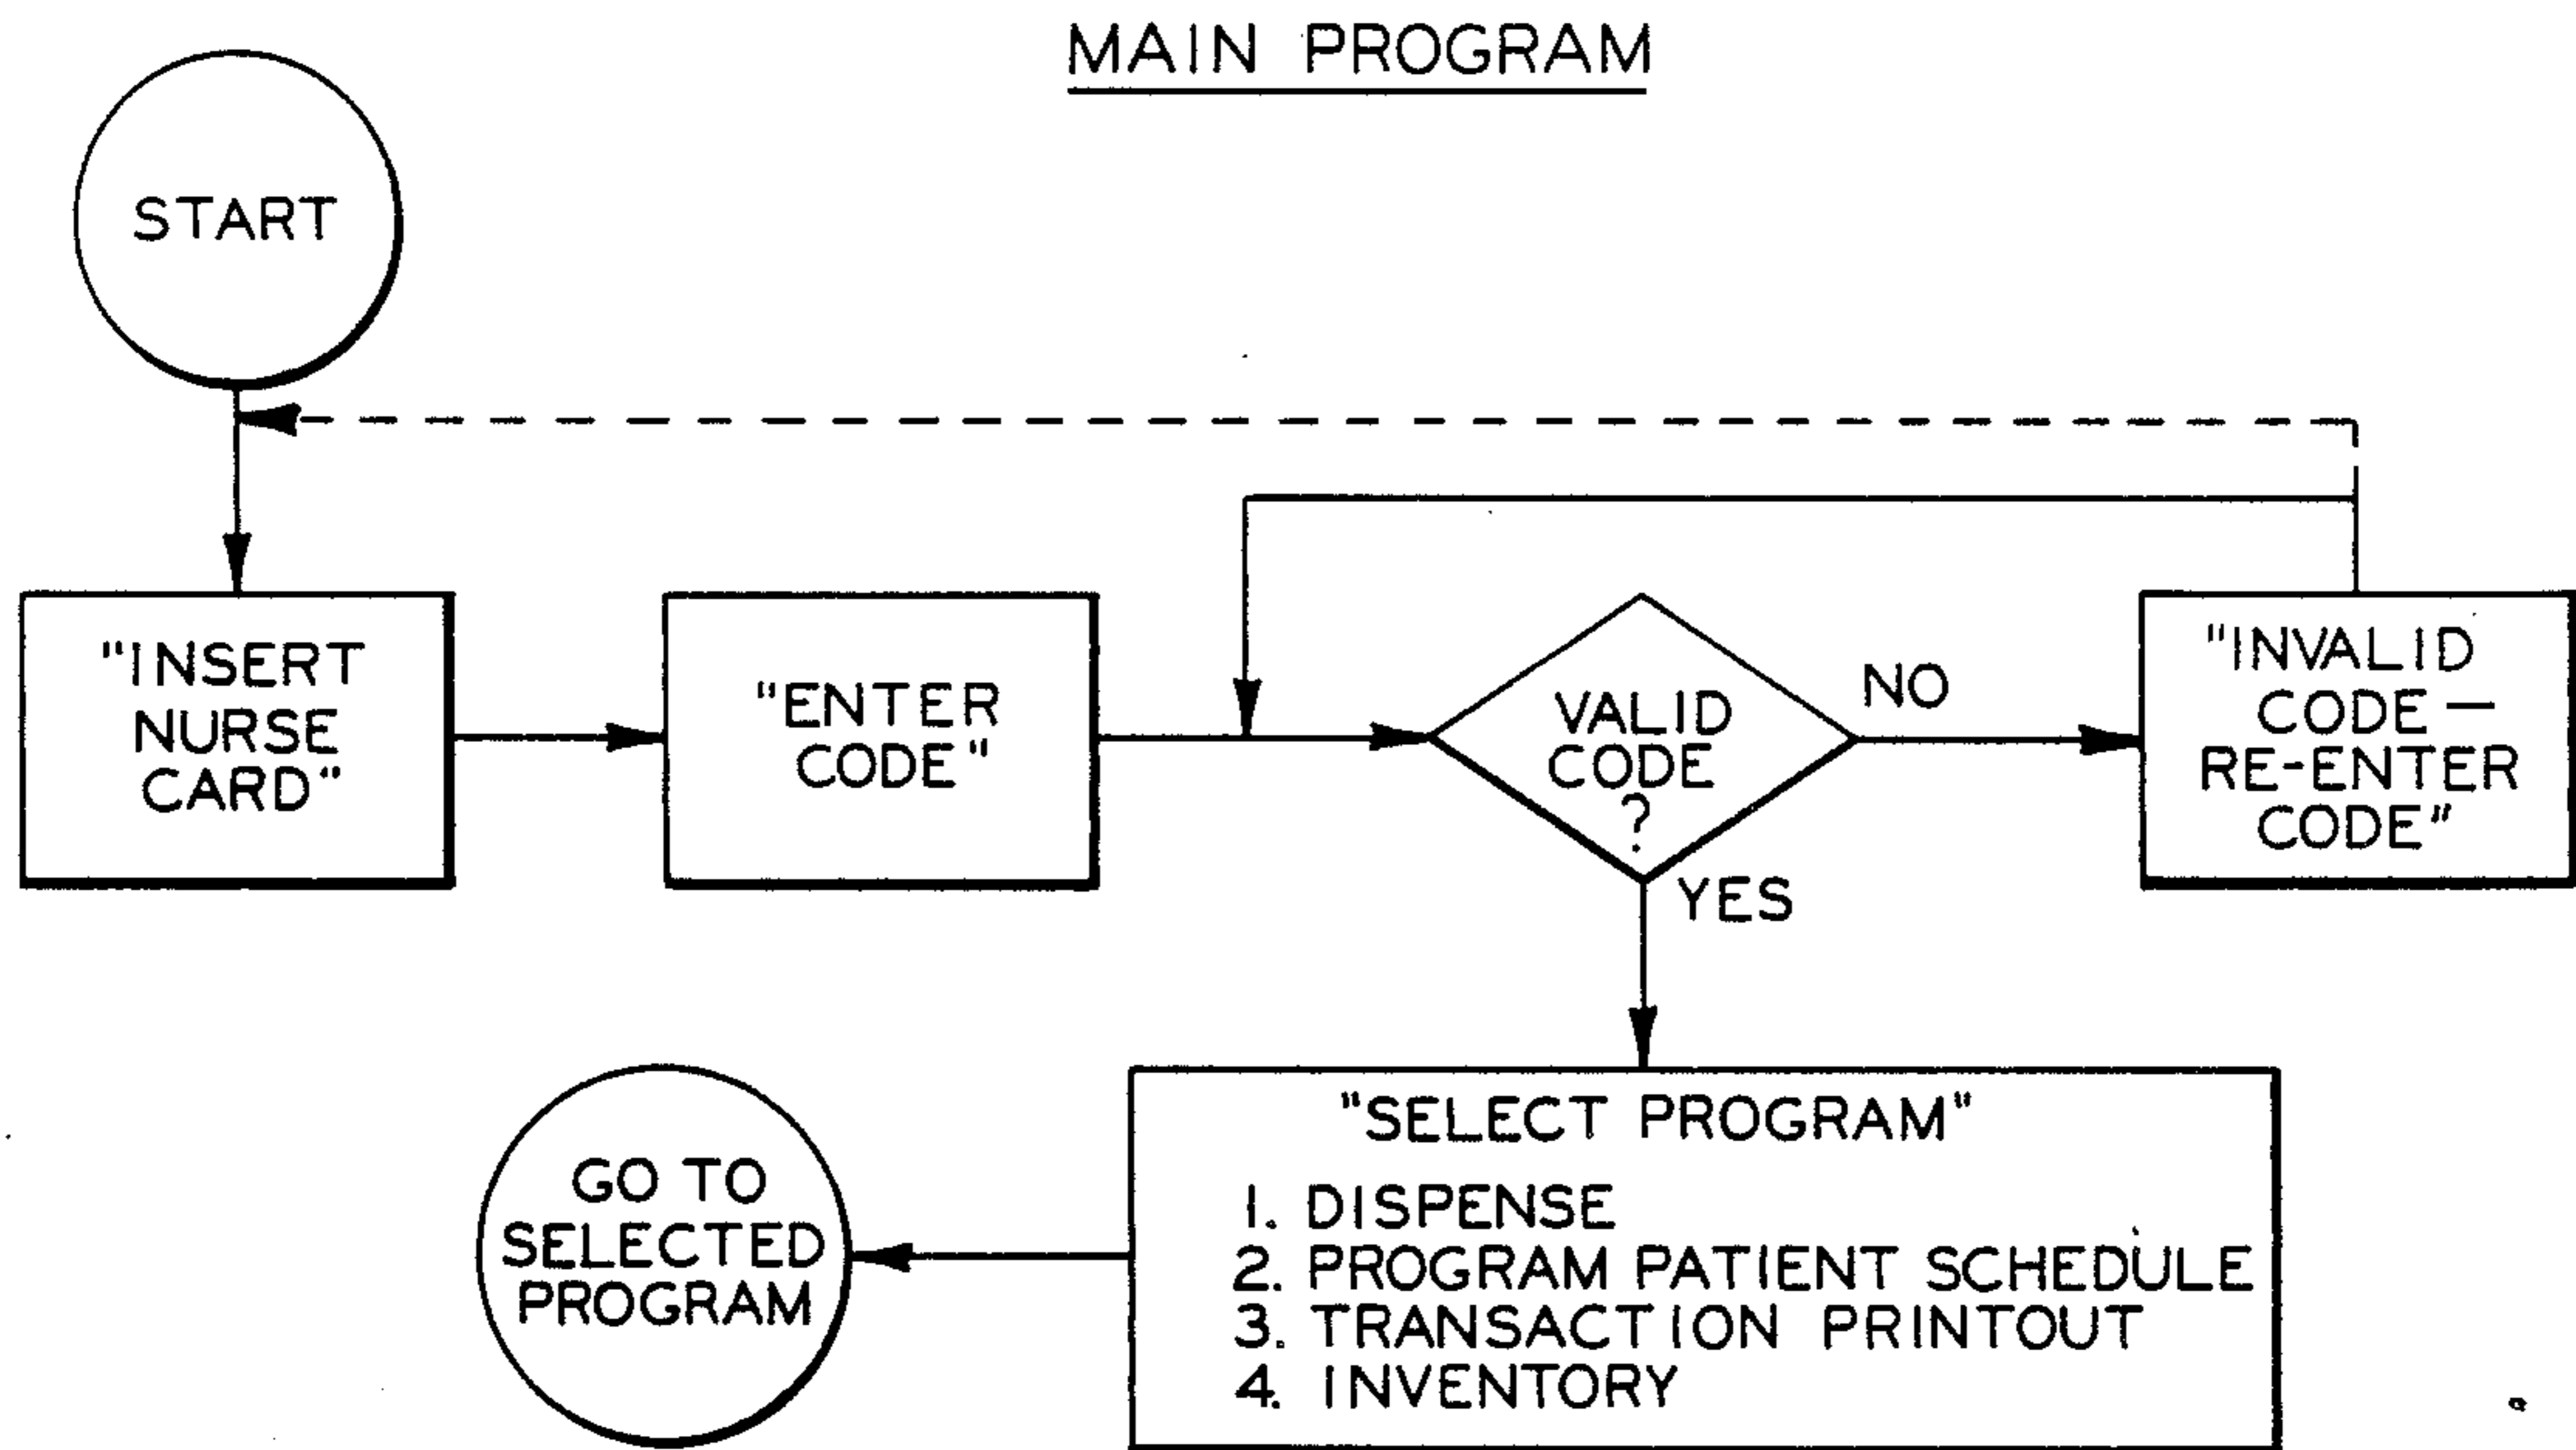 MAIN PROGRAM
START
"INSERT
NURSE
CARD"
"ENTER
CODE"
VALID
CODE
?
NO
"INVALID
CODE —
RE-ENTER
CODE"
YES
"SELECT PROGRAM"
1. DISPENSE
2. PROGRAM PATIENT SCHEDULE
3. TRANSACTION PRINTOUT
4. INVENTORY
GO TO
SELECTED
PROGRAM